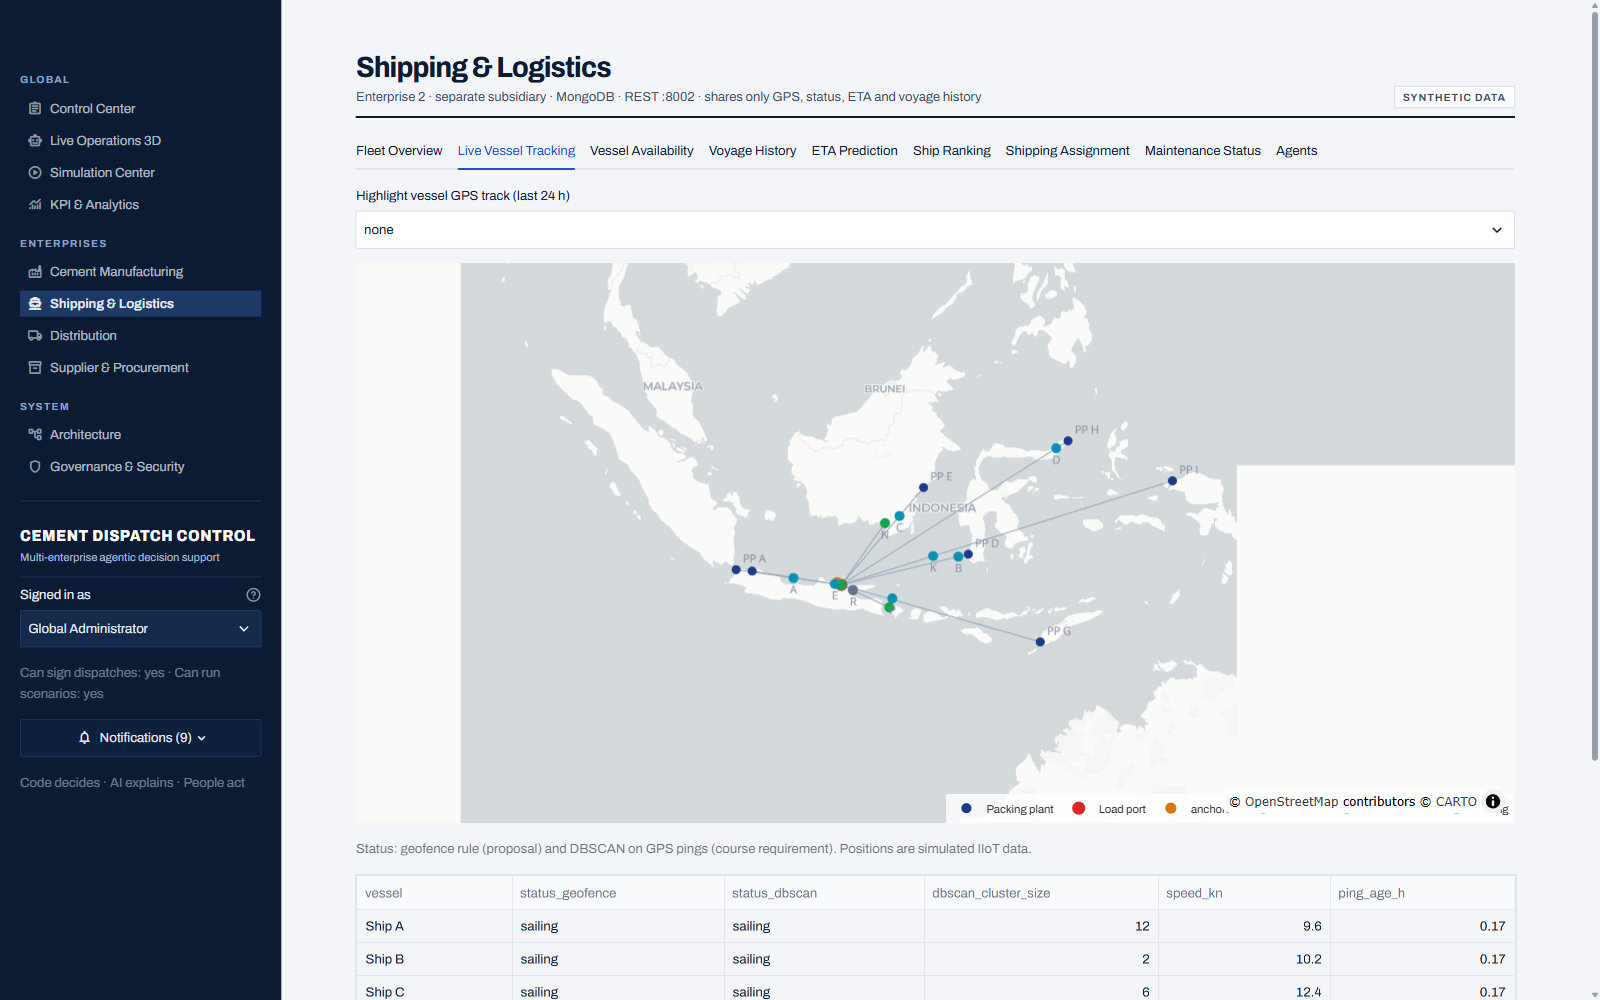 GLOBAL
Control Center
Live Operations 3D
Simulation Center
KPI & Analytics
ENTERPRISES
Cement Manufacturing
Shipping & Logistics
Distribution
Supplier & Procurement
SYSTEM
Architecture
Governance & Security
CEMENT DISPATCH CONTROL
Multi-enterprise agentic decision support
Signed in as
Global Administrator
Can sign dispatches: yes · Can run
scenarios: yes
Notifications (9)
Code decides · AI explains · People act
Shipping & Logistics
Enterprise 2 · separate subsidiary · MongoDB · REST :8002 · shares only GPS, status, ETA and voyage history
SYNTHETIC DATA
Fleet Overview Live Vessel Tracking Vessel Availability Voyage History ETA Prediction Ship Ranking Shipping Assignment Maintenance Status Agents
Highlight vessel GPS track (last 24 h)
none
MALAYSIA
BRUNEI
PP H
D
PP I
PP E
INDONESIA
C
N
PP D
K
B
PP A
A
E
R
PP G
Packing plant Load port
© OpenStreetMap contributors © CARTO
Status: geofence rule (proposal) and DBSCAN on GPS pings (course requirement). Positions are simulated IIoT data.
vessel status_geofence status_dbscan dbscan_cluster_size speed_kn ping_age_h
Ship A sailing sailing 12 9.6 0.17
Ship B sailing sailing 2 10.2 0.17
Ship C sailing sailing 6 12.4 0.17